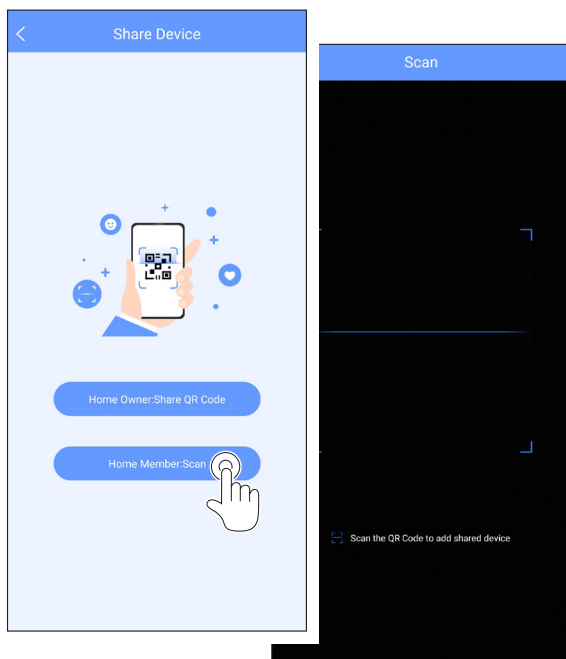 Share Device
Home Owner:Share QR Code
Home Member:Scan
Scan
Scan the QR Code to add shared device